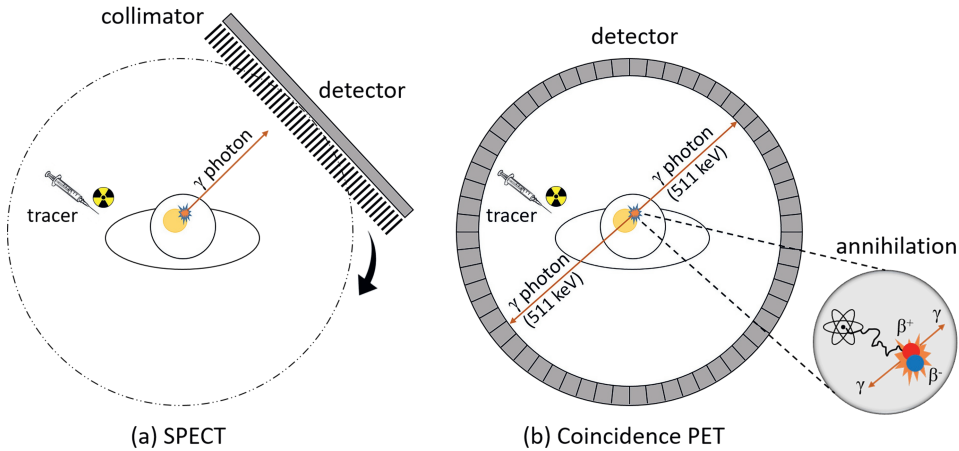 collimator
detector
γ photon
tracer
(a) SPECT
detector
γ photon
(511 keV)
tracer
γ photon
(511 keV)
annihilation
β⁺
γ
γ
β⁻
(b) Coincidence PET